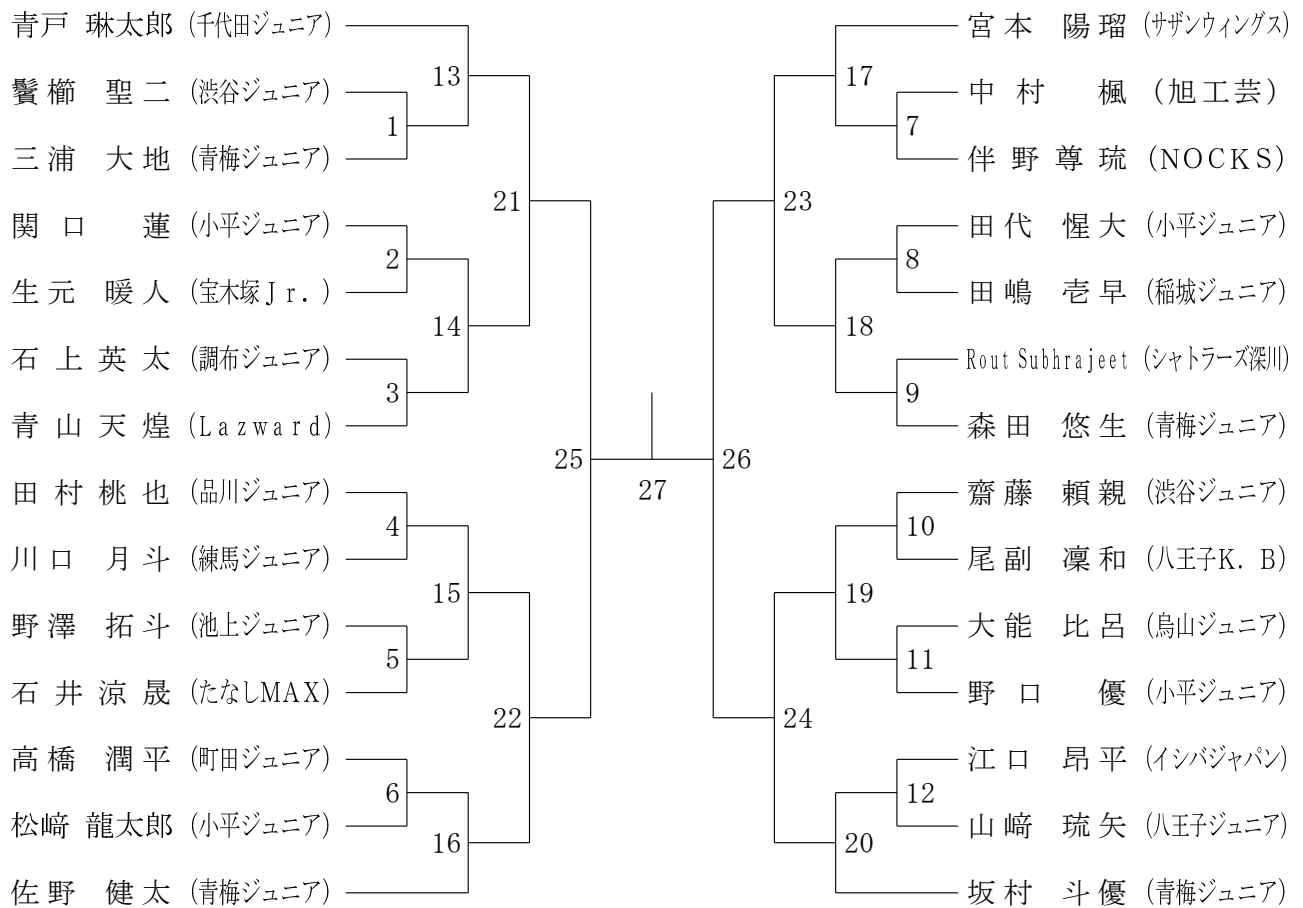 青戸 琳太郎 (千代田ジュニア)
鬢櫛 聖二 (渋谷ジュニア)
三浦 大地 (青梅ジュニア)
関口 蓮 (小平ジュニア)
生元 暖人 (宝木塚Jr.)
石上英太 (調布ジュニア)
青山天煌 (Lazward)
田村桃也 (品川ジュニア)
川口 月斗 (練馬ジュニア)
野澤 拓斗 (池上ジュニア)
石井涼晟 (たなしMAX)
高橋 潤平 (町田ジュニア)
松﨑 龍太郎 (小平ジュニア)
佐野 健太 (青梅ジュニア)
1
2
3
4
5
6
13
14
15
16
21
22
25
27
26
23
24
17
18
19
20
7
8
9
10
11
12
宮本 陽瑠 (サザンウィングス)
中村 楓 (旭工芸)
伴野尊琉 (NOCKS)
田代 惺大 (小平ジュニア)
田嶋 壱早 (稲城ジュニア)
Rout Subhrajeet (シャトラーズ深川)
森田 悠生 (青梅ジュニア)
齋藤 頼親 (渋谷ジュニア)
尾副 凜和 (八王子K.B)
大能 比呂 (烏山ジュニア)
野口 優 (小平ジュニア)
江口 昂平 (イシバジャパン)
山﨑 琉矢 (八王子ジュニア)
坂村 斗優 (青梅ジュニア)